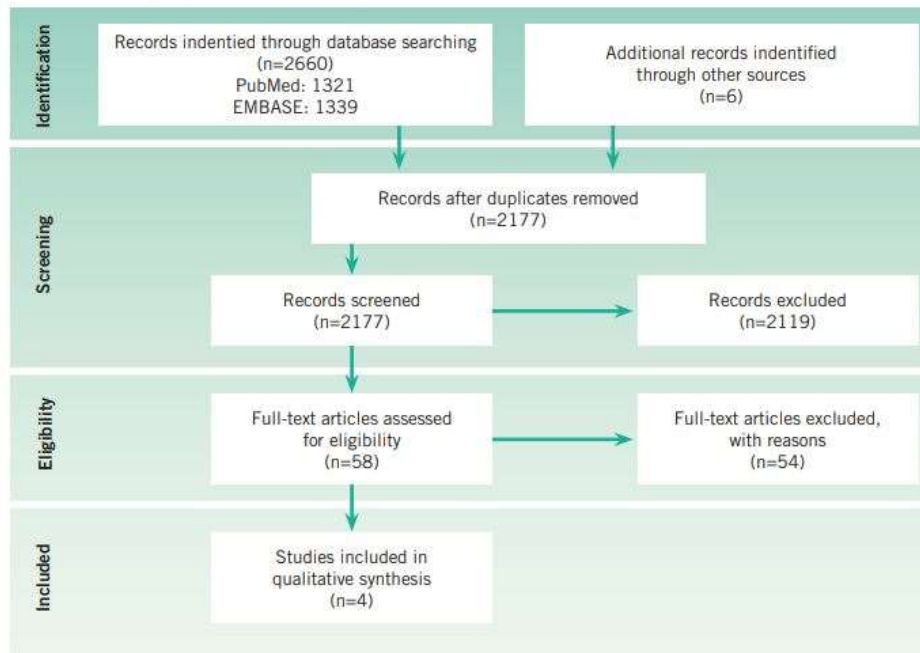 Identification
Records indentied through database searching
(n=2660)
PubMed: 1321
EMBASE: 1339
Additional records indentified
through other sources
(n=6)
Screening
Records after duplicates removed
(n=2177)
Records screened
(n=2177)
Records excluded
(n=2119)
Eligibility
Full-text articles assessed
for eligibility
(n=58)
Full-text articles excluded,
with reasons
(n=54)
Included
Studies included in
qualitative synthesis
(n=4)